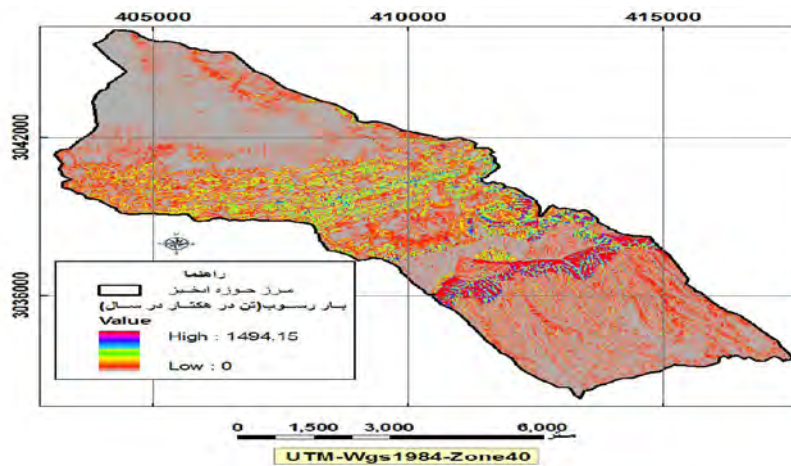 405000 410000 415000
3042000
3036000
راهنما
مرز حوزه آبخیز
بار رسوب(تن در هکتار در سال)
Value
High : 1494.15
Low : 0
0 1,500 3,000 6,000
متر
UTM-Wgs1984-Zone40